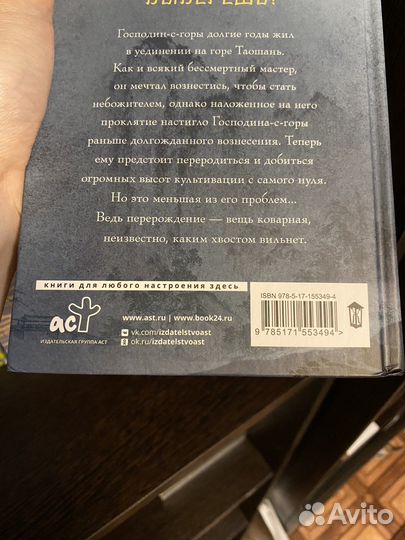 Господин-с-горы долгие годы жил
в уединении на горе Таошань.
Как и всякий бессмертный мастер,
он мечтал вознестись, чтобы стать
небожителем, однако наложенное на него
проклятие настигло Господина-с-горы
раньше долгожданного вознесения. Теперь
ему предстоит переродиться и добиться
огромных высот культивации с самого нуля.
Но это меньшая из его проблем...
Ведь перерождение — вещь коварная,
неизвестно, каким хвостом вильнет.
книги для любого настроения здесь
аст
ИЗДАТЕЛЬСКАЯ ГРУППА АСТ
www.ast.ru | www.book24.ru
vk.com/izdatelstvoast
ok.ru/izdatelstvoast
ISBN 978-5-17-155349-4
9 785171 553494 >
Avito